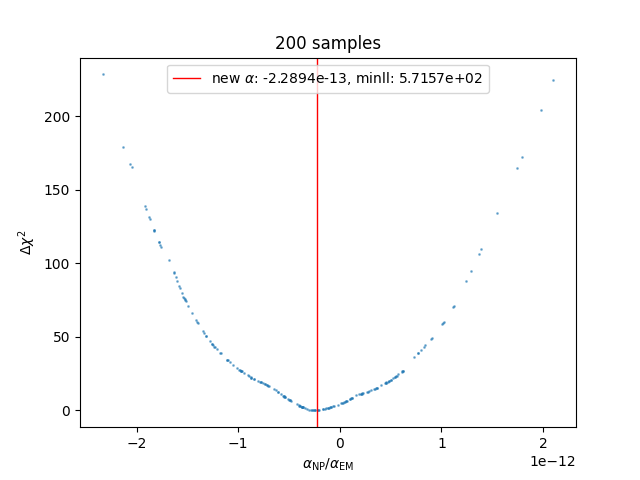 200 samples
new α: -2.2894e-13, minll: 5.7157e+02
Δχ²
200
150
100
50
0
−2 −1 0 1 2
1e−12
α_NP/α_EM